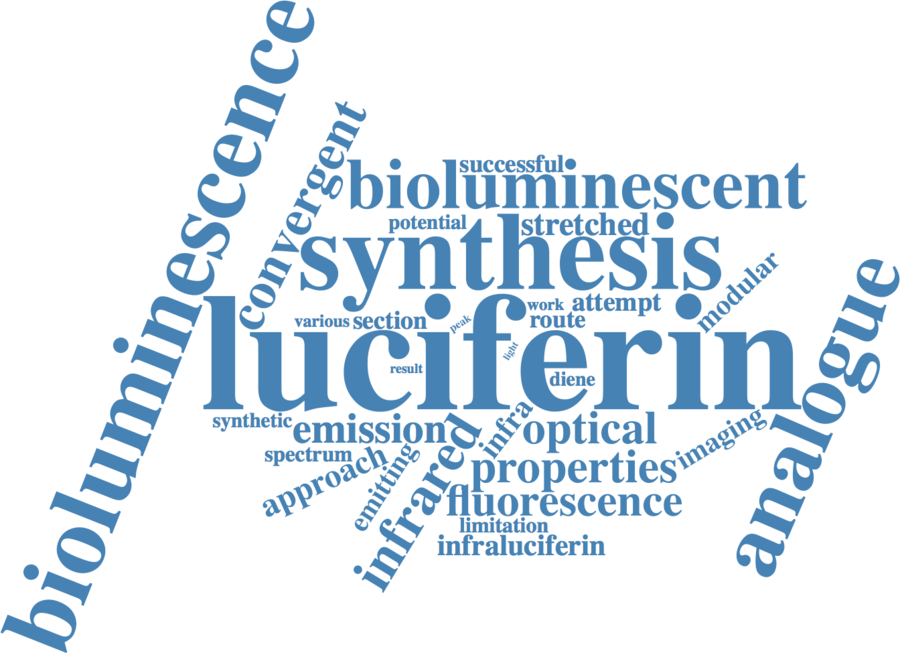 bioluminescence
convergent
successful
bioluminescent
potential
stretched
synthesis
modular
analogue
work
attempt
various
section
peak
route
luciferin
light
result
diene
synthetic
emission
infra
optical
imaging
spectrum
approach
emitting
infrared
properties
fluorescence
limitation
infraluciferin